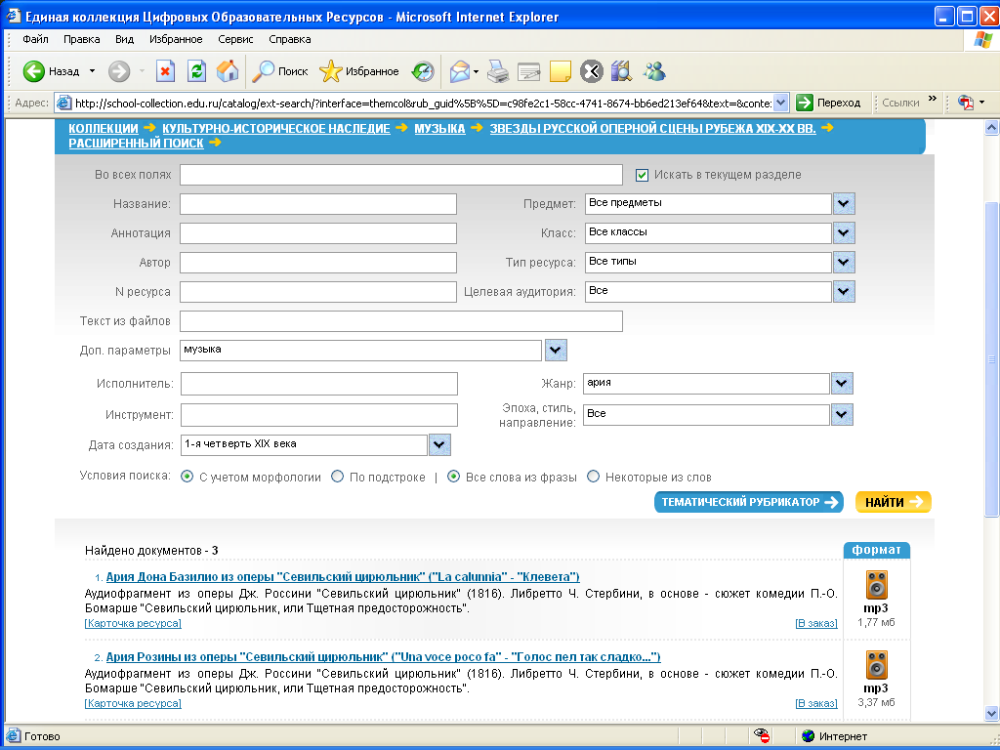 Единая коллекция Цифровых Образовательных Ресурсов - Microsoft Internet Explorer
Файл Правка Вид Избранное Сервис Справка
Назад Поиск Избранное
Адрес: http://school-collection.edu.ru/catalog/ext-search/?interface=themcol&rub_guid%5B%5D=c98fe2c1-58cc-4741-8674-bb6ed213ef64&text=&conte: Переход Ссылки »
КОЛЛЕКЦИИ КУЛЬТУРНО-ИСТОРИЧЕСКОЕ НАСЛЕДИЕ МУЗЫКА ЗВЕЗДЫ РУССКОЙ ОПЕРНОЙ СЦЕНЫ РУБЕЖА XIX-XX ВВ.
РАСШИРЕННЫЙ ПОИСК
Во всех полях Искать в текущем разделе
Название: Предмет: Все предметы
Аннотация Класс: Все классы
Автор Тип ресурса: Все типы
N ресурса Целевая аудитория: Все
Текст из файлов
Доп. параметры музыка
Исполнитель: Жанр: ария
Инструмент: Эпоха, стиль, направление: Все
Дата создания: 1-я четверть XIX века
Условия поиска: С учетом морфологии По подстроке | Все слова из фразы Некоторые из слов
ТЕМАТИЧЕСКИЙ РУБРИКАТОР НАЙТИ
Найдено документов - 3 формат
1. Ария Дона Базилио из оперы "Севильский цирюльник" ("La calunnia" - "Клевета")
Аудиофрагмент из оперы Дж. Россини "Севильский цирюльник" (1816). Либретто Ч. Стербини, в основе - сюжет комедии П.-О.
Бомарше "Севильский цирюльник, или Тщетная предосторожность".
[Карточка ресурса] [В заказ]
mp3
1,77 мб
2. Ария Розины из оперы "Севильский цирюльник" ("Una voce poco fa" - "Голос пел так сладко...")
Аудиофрагмент из оперы Дж. Россини "Севильский цирюльник" (1816). Либретто Ч. Стербини, в основе - сюжет комедии П.-О.
Бомарше "Севильский цирюльник, или Тщетная предосторожность".
[Карточка ресурса] [В заказ]
mp3
3,37 мб
Готово Интернет